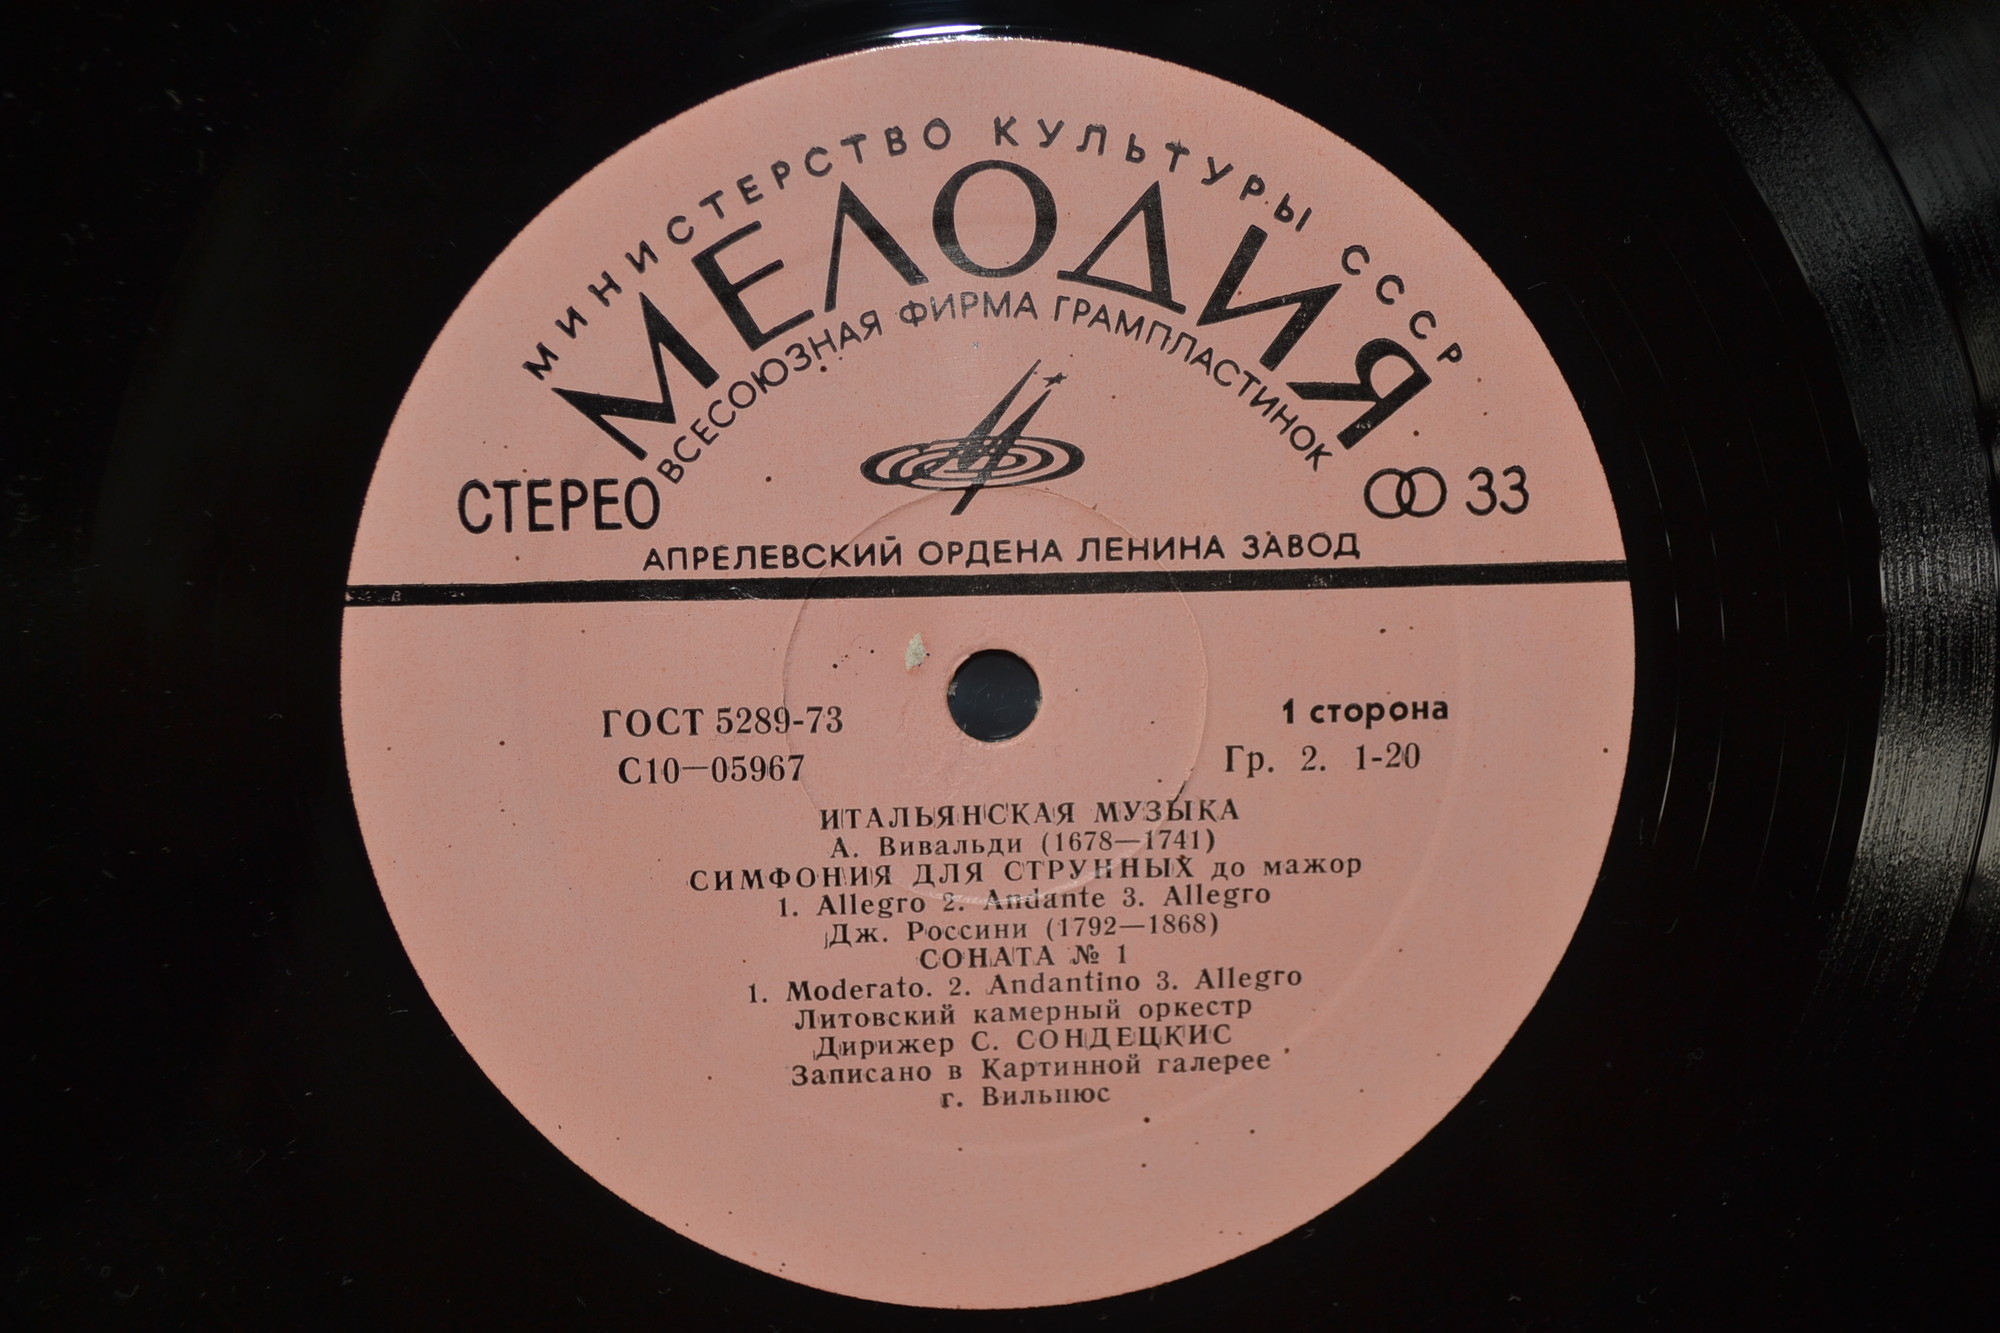 МИНИСТЕРСТВО КУЛЬТУРЫ СССР
МЕЛОДИЯ
ВСЕСОЮЗНАЯ ФИРМА ГРАМПЛАСТИНОК
СТЕРЕО
33
АПРЕЛЕВСКИЙ ОРДЕНА ЛЕНИНА ЗАВОД
ГОСТ 5289-73
С10—05967
1 сторона
Гр. 2. 1-20
ИТАЛЬЯНСКАЯ МУЗЫКА
А. Вивальди (1678—1741)
СИМФОНИЯ ДЛЯ СТРУННЫХ до мажор
1. Allegro 2. Andante 3. Allegro
Дж. Россини (1792—1868)
СОНАТА № 1
1. Moderato. 2. Andantino 3. Allegro
Литовский камерный оркестр
Дирижер С. СОНДЕЦКИС
Записано в Картинной галерее
г. Вильнюс